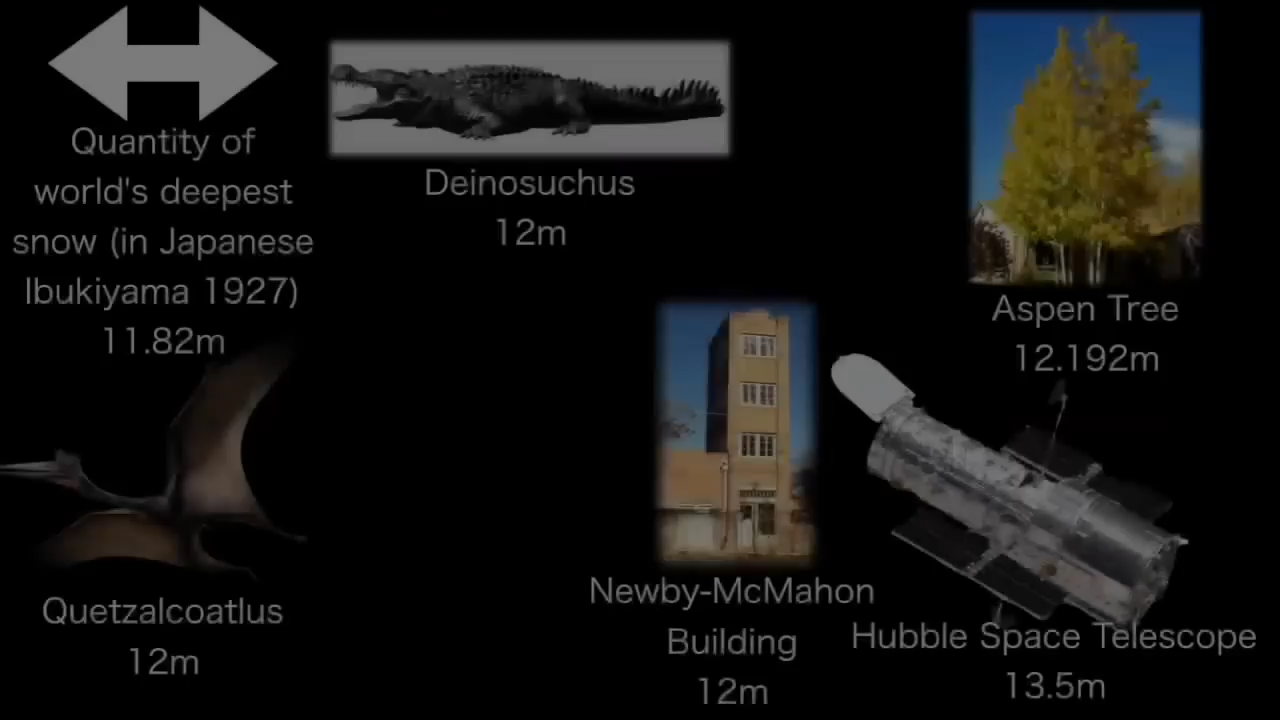 Quantity of
world's deepest
snow (in Japanese
Ibukiyama 1927)
11.82m
Deinosuchus
12m
Aspen Tree
12.192m
Quetzalcoatlus
12m
Newby-McMahon
Building
12m
Hubble Space Telescope
13.5m